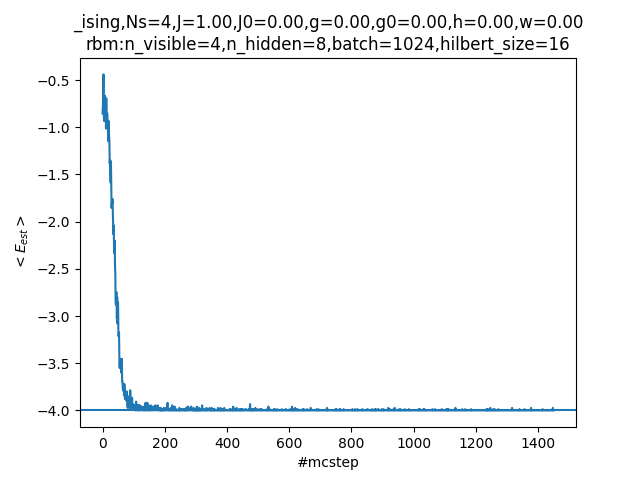 _ising,Ns=4,J=1.00,J0=0.00,g=0.00,g0=0.00,h=0.00,w=0.00
rbm:n_visible=4,n_hidden=8,batch=1024,hilbert_size=16
−0.5
−1.0
−1.5
−2.0
−2.5
−3.0
−3.5
−4.0
< E_est >
0 200 400 600 800 1000 1200 1400
#mcstep